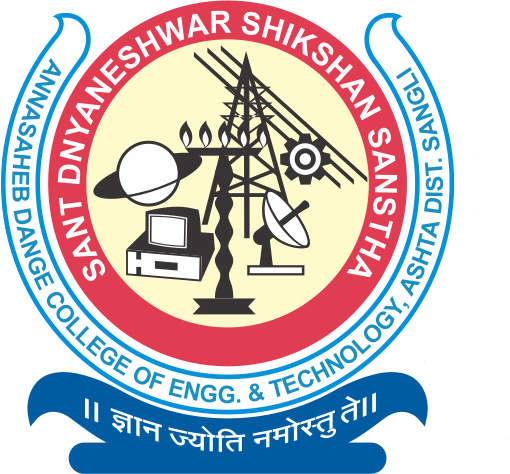 SANT DNYANESHWAR SHIKSHAN SANSTHA
ANNASAHEB DANGE COLLEGE OF ENGG. & TECHNOLOGY, ASHTA DIST. SANGLI
।। ज्ञान ज्योति नमोस्तु ते।।